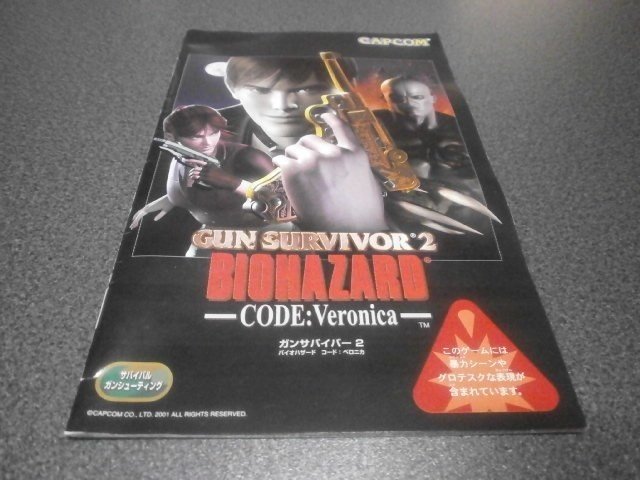 CAPCOM
GUN SURVIVOR®2
BIOHAZARD®
—CODE:Veronica—™
ガンサバイバー 2
バイオハザード コード:ベロニカ
サバイバル
ガンシューティング
このゲームには
暴力シーンや
グロテスクな表現が
含まれています。
©CAPCOM CO., LTD. 2001 ALL RIGHTS RESERVED.